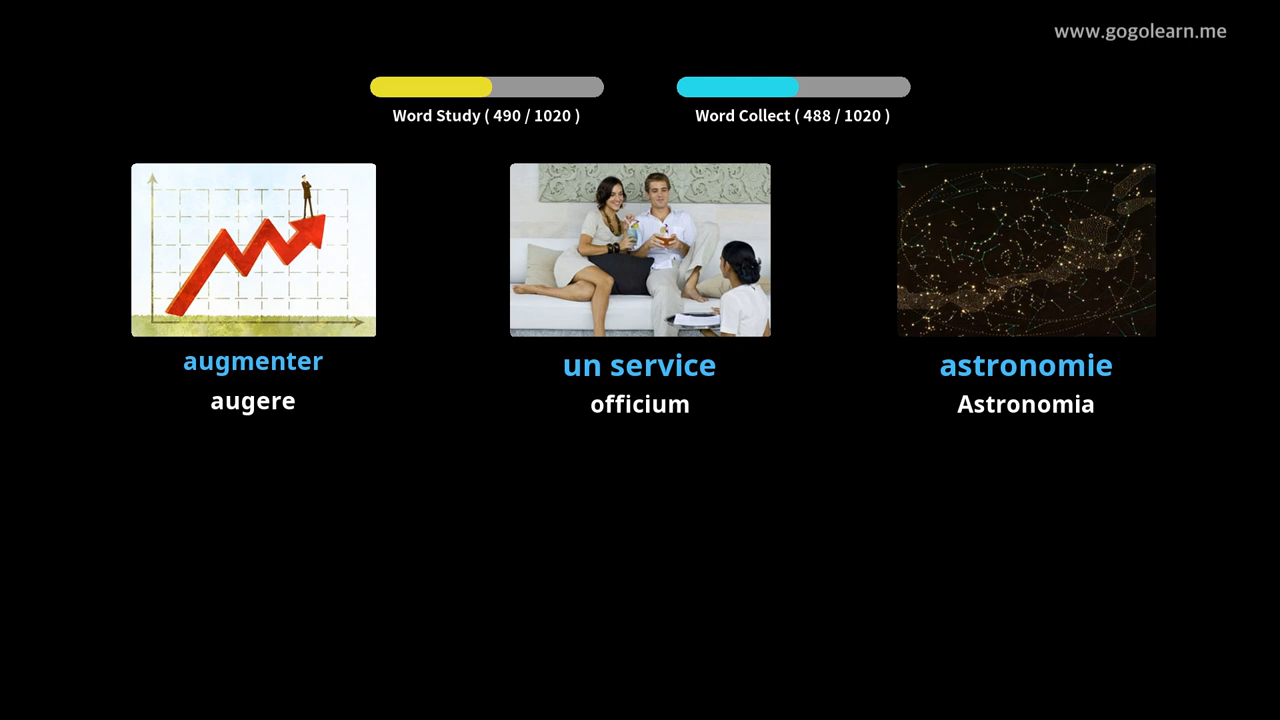 www.gogolearn.me
Word Study ( 490 / 1020 )
Word Collect ( 488 / 1020 )
augmenter
augere
un service
officium
astronomie
Astronomia